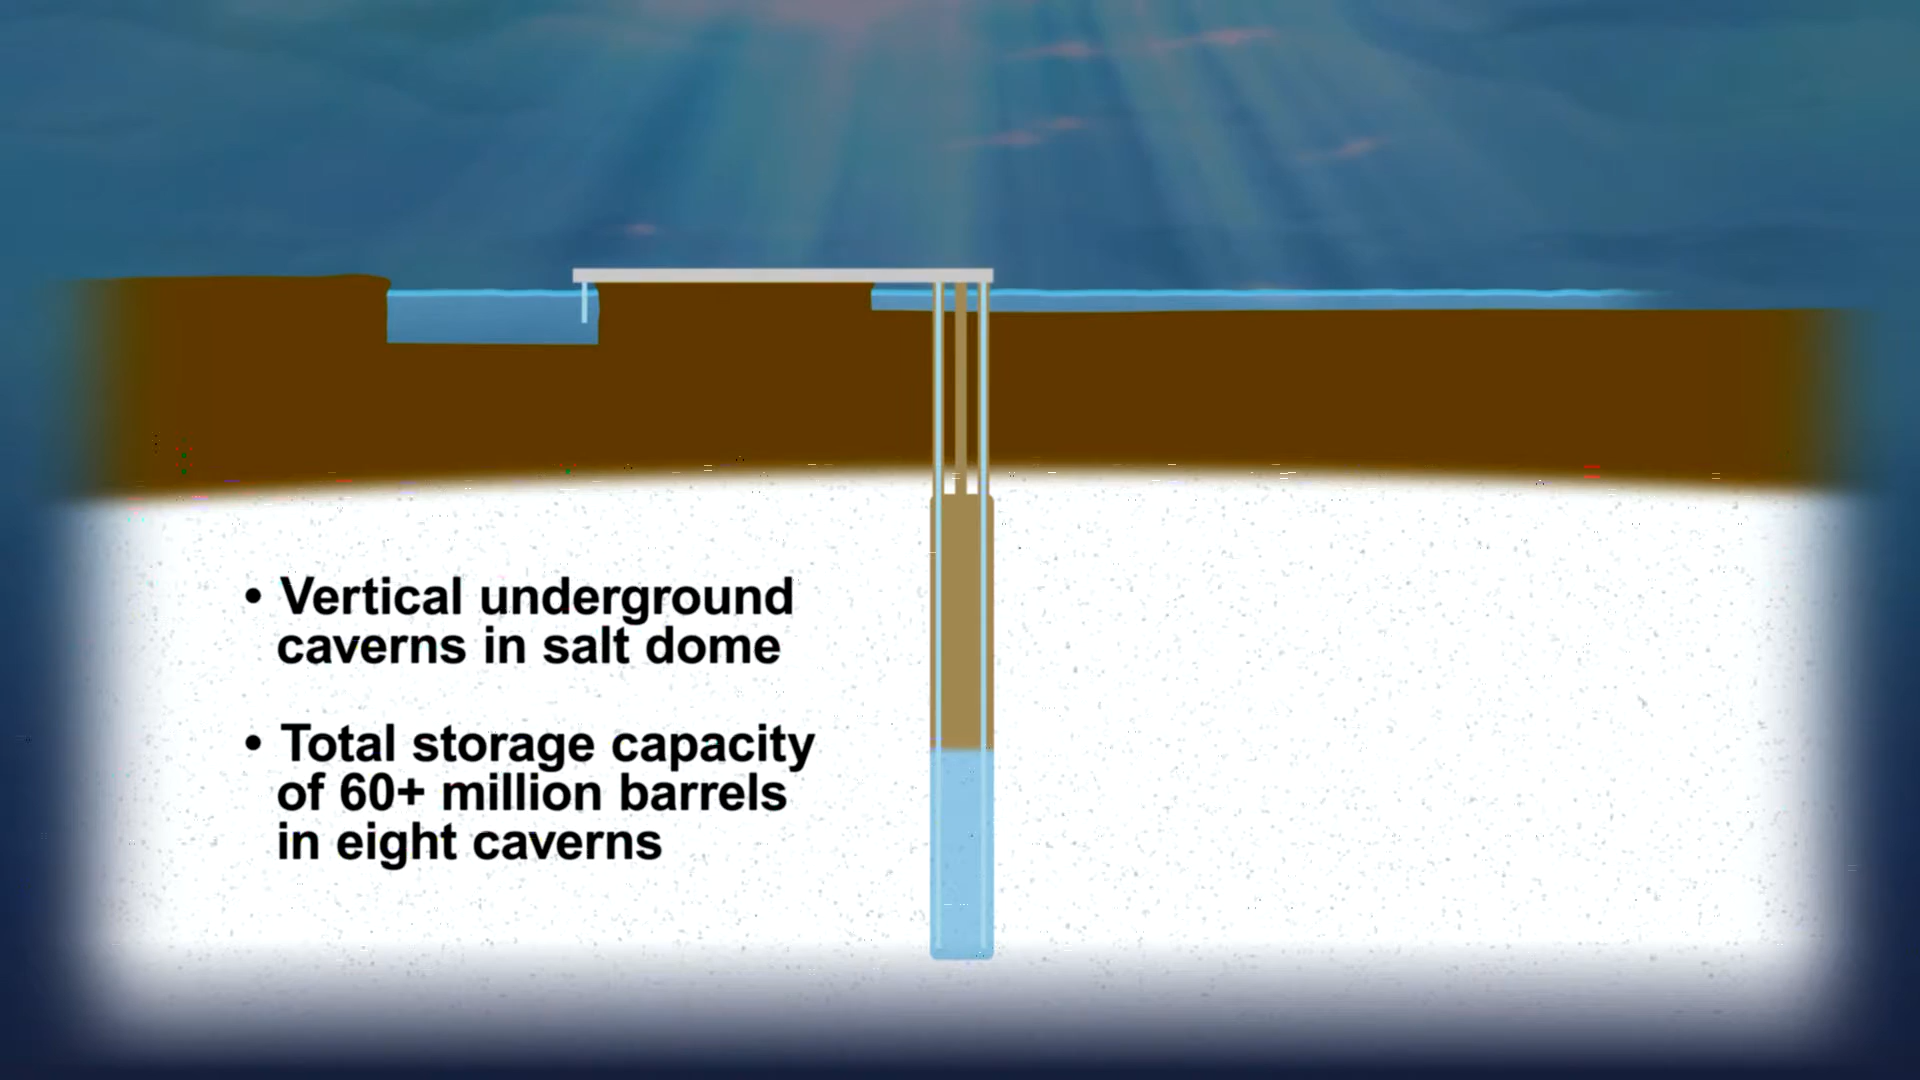 • Vertical underground
caverns in salt dome
• Total storage capacity
of 60+ million barrels
in eight caverns